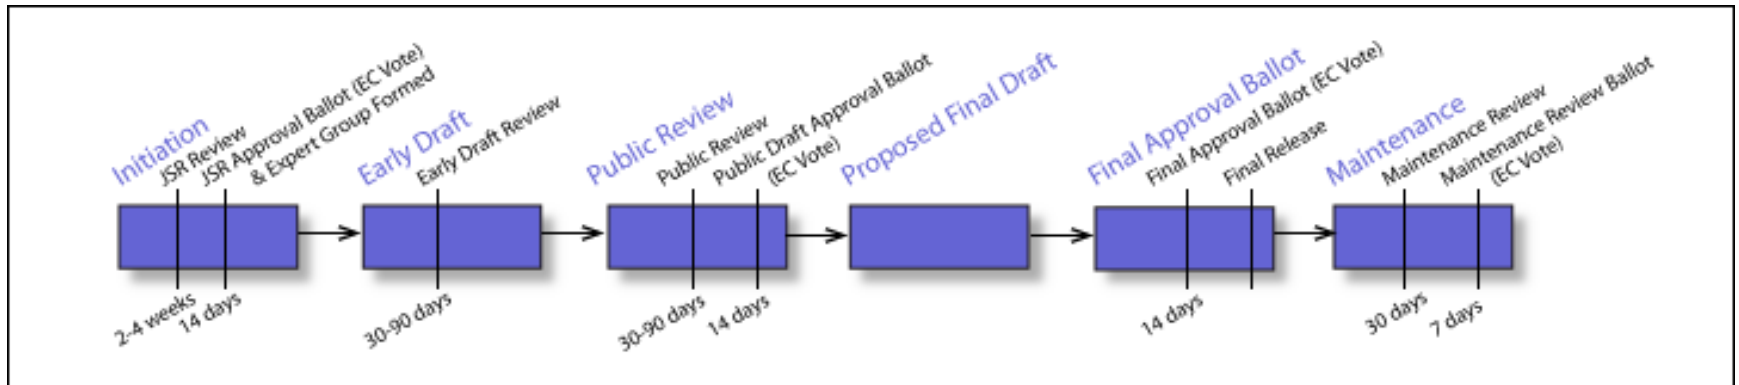 Initiation
JSR Review
JSR Approval Ballot (EC Vote)
& Expert Group Formed
2-4 weeks
14 days
Early Draft
Early Draft Review
30-90 days
Public Review
Public Review
Public Draft Approval Ballot
(EC Vote)
30-90 days
14 days
Proposed Final Draft
Final Approval Ballot
Final Approval Ballot (EC Vote)
Final Release
14 days
Maintenance
Maintenance Review
Maintenance Review Ballot
(EC Vote)
30 days
7 days